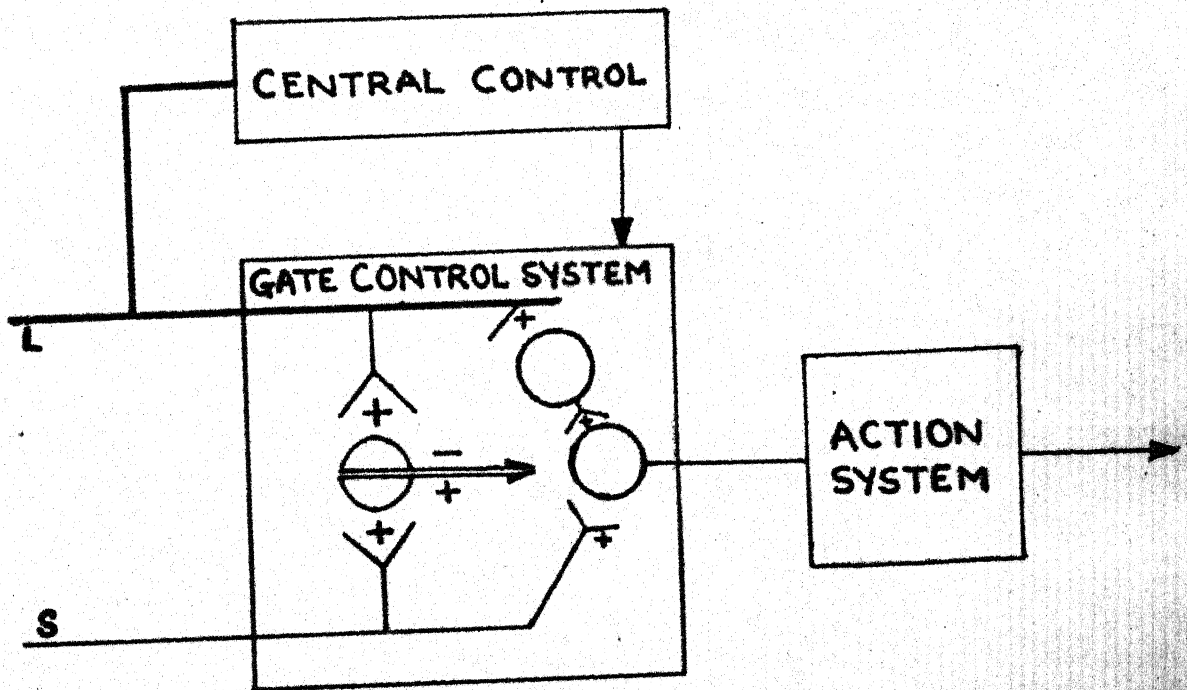 CENTRAL CONTROL
GATE CONTROL SYSTEM
L
+
+
+
−
+
+
+
ACTION
SYSTEM
S